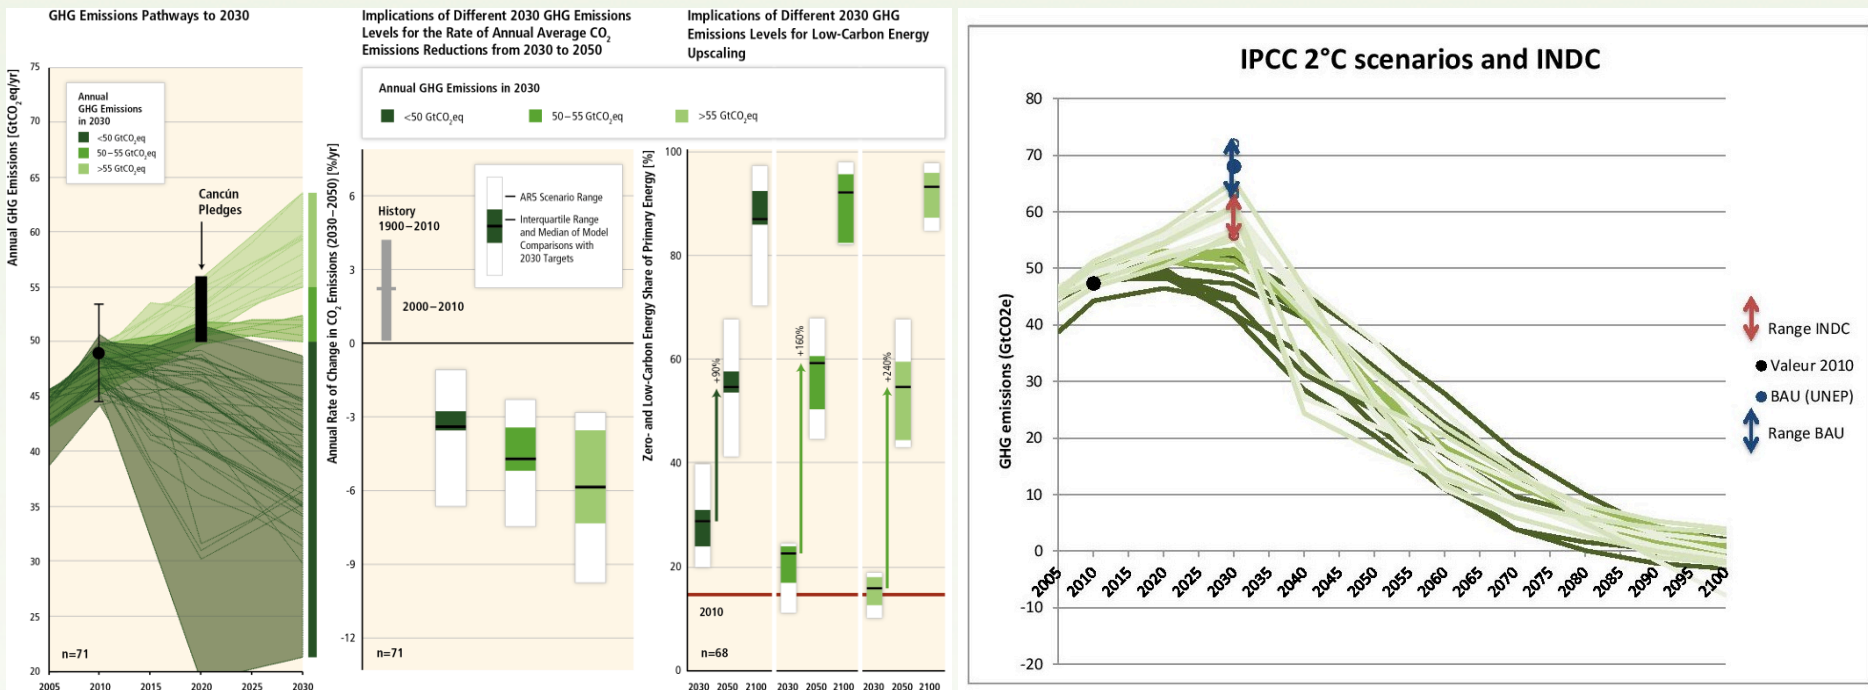 GHG Emissions Pathways to 2030
Annual GHG Emissions [GtCO2eq/yr]
75
70
65
60
55
50
45
40
35
30
25
20
Annual
GHG Emissions
in 2030
<50 GtCO2eq
50–55 GtCO2eq
>55 GtCO2eq
Cancún
Pledges
n=71
2005 2010 2015 2020 2025 2030
Implications of Different 2030 GHG Emissions
Levels for the Rate of Annual Average CO2
Emissions Reductions from 2030 to 2050
Implications of Different 2030 GHG
Emissions Levels for Low-Carbon Energy
Upscaling
Annual GHG Emissions in 2030
<50 GtCO2eq 50–55 GtCO2eq >55 GtCO2eq
Annual Rate of Change in CO2 Emissions (2030–2050) [%/yr]
6
3
0
-3
-6
-9
-12
History
1900–2010
2000–2010
AR5 Scenario Range
Interquartile Range
and Median of Model
Comparisons with
2030 Targets
n=71
Zero- and Low-Carbon Energy Share of Primary Energy [%]
100
80
60
40
20
0
+90%
+160%
+240%
2010
n=68
2030 2050 2100 2030 2050 2100 2030 2050 2100
IPCC 2°C scenarios and INDC
GHG emissions (GtCO2e)
80
70
60
50
40
30
20
10
0
-10
-20
2005 2010 2015 2020 2025 2030 2035 2040 2045 2050 2055 2060 2065 2070 2075 2080 2085 2090 2095 2100
Range INDC
Valeur 2010
BAU (UNEP)
Range BAU